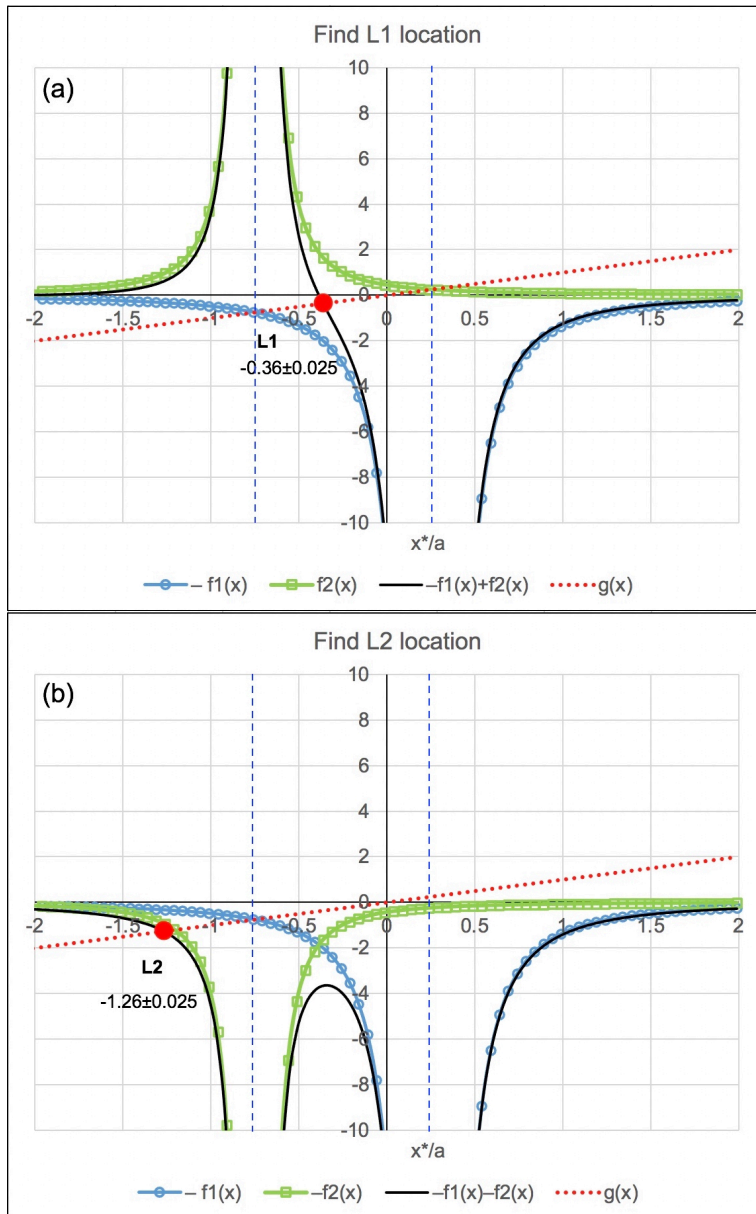 Find L1 location
(a)
10
8
6
4
2
0
-2 -1.5 -1 -0.5 0 0.5 1 1.5 2
-2
-4
-6
-8
-10
L1
-0.36±0.025
x*/a
– f1(x) f2(x) –f1(x)+f2(x) g(x)
Find L2 location
(b)
10
8
6
4
2
0
-2 -1.5 -1 -0.5 0 0.5 1 1.5 2
-2
-4
-6
-8
-10
L2
-1.26±0.025
x*/a
– f1(x) –f2(x) –f1(x)–f2(x) g(x)